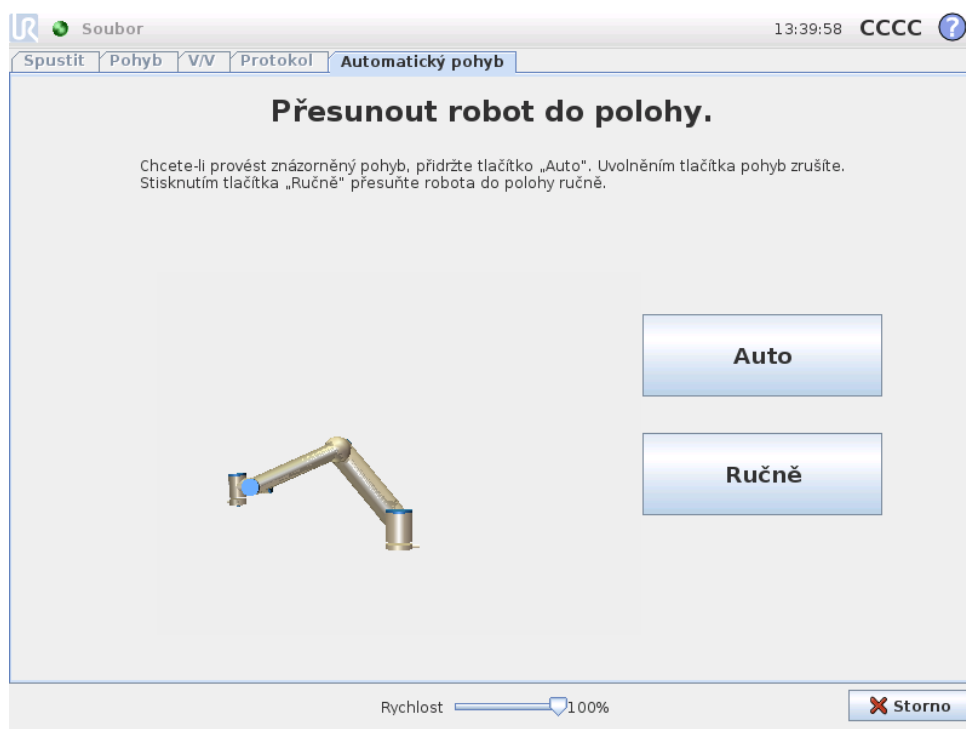 UR Soubor 13:39:58 CCCC ?
Spustit Pohyb V/V Protokol Automatický pohyb
Přesunout robot do polohy.
Chcete-li provést znázorněný pohyb, přidržte tlačítko „Auto". Uvolněním tlačítka pohyb zrušíte.
Stisknutím tlačítka „Ručně" přesuňte robota do polohy ručně.
Auto
Ručně
Rychlost 100% Storno